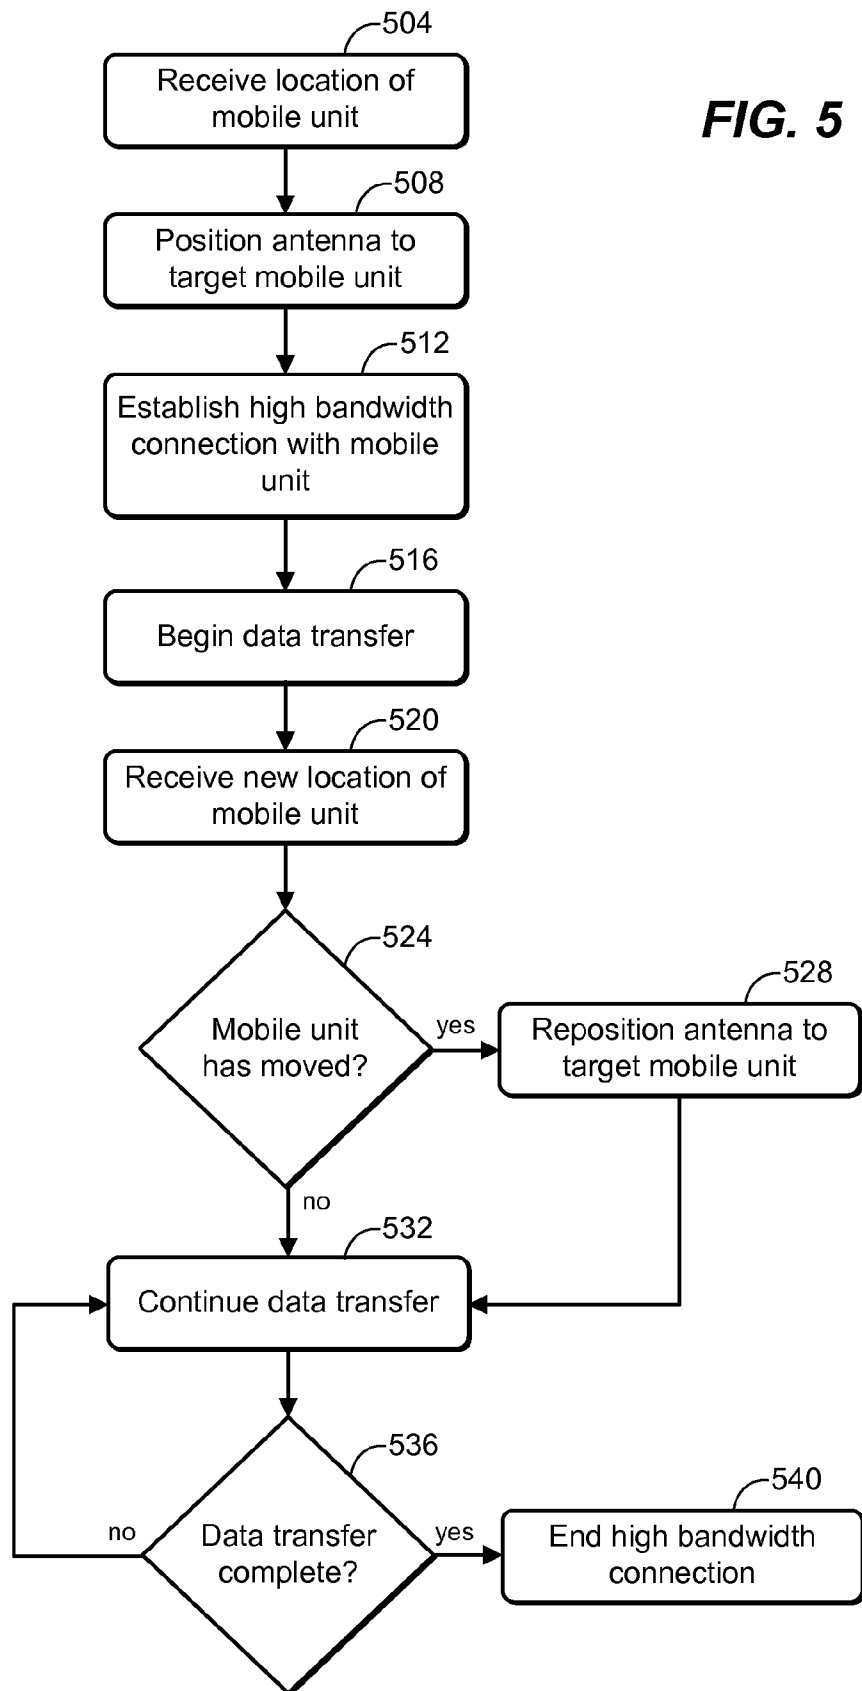 504
Receive location of
mobile unit
FIG. 5
508
Position antenna to
target mobile unit
512
Establish high bandwidth
connection with mobile
unit
516
Begin data transfer
520
Receive new location of
mobile unit
524
Mobile unit
has moved?
yes
528
Reposition antenna to
target mobile unit
no
532
Continue data transfer
536
Data transfer
complete?
no
yes
540
End high bandwidth
connection